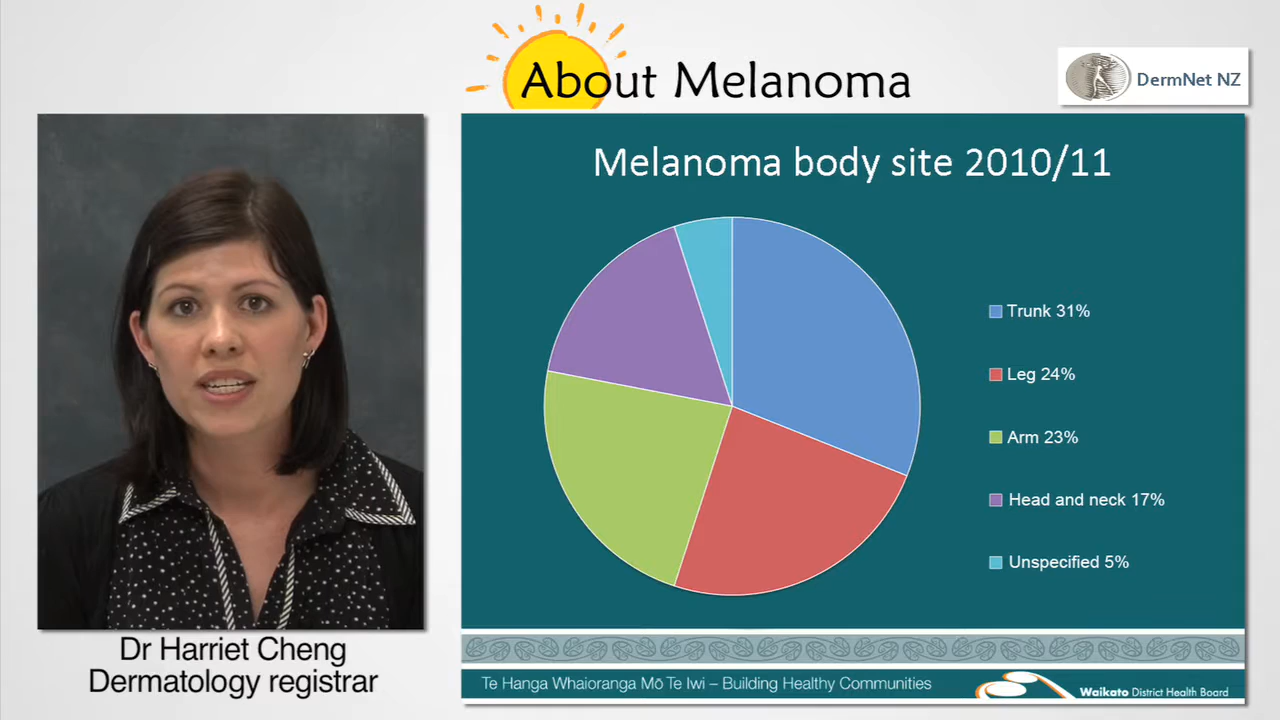 About Melanoma
DermNet NZ
Melanoma body site 2010/11
Trunk 31%
Leg 24%
Arm 23%
Head and neck 17%
Unspecified 5%
Dr Harriet Cheng
Dermatology registrar
Te Hanga Whaioranga Mō Te Iwi – Building Healthy Communities
Waikato District Health Board